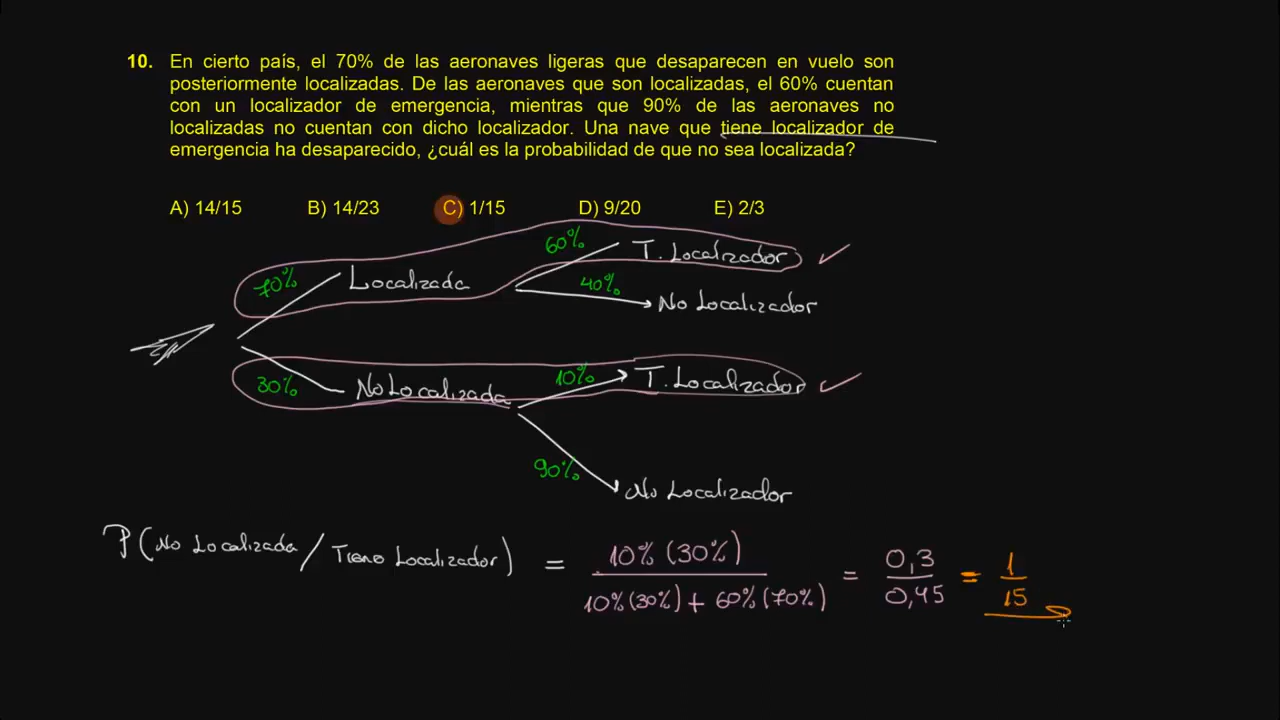 10. En cierto país, el 70% de las aeronaves ligeras que desaparecen en vuelo son
posteriormente localizadas. De las aeronaves que son localizadas, el 60% cuentan
con un localizador de emergencia, mientras que 90% de las aeronaves no
localizadas no cuentan con dicho localizador. Una nave que tiene localizador de
emergencia ha desaparecido, ¿cuál es la probabilidad de que no sea localizada?
A) 14/15 B) 14/23 C) 1/15 D) 9/20 E) 2/3
60% T. Localizador
70% Localizada 40%
No Localizador
30% No Localizada 10% T. Localizador
90%
No Localizador
P(No Localizada / Tiene Localizador) = 10% (30%) / 10%(30%) + 60%(70%) = 0,3 / 0,45 = 1 / 15